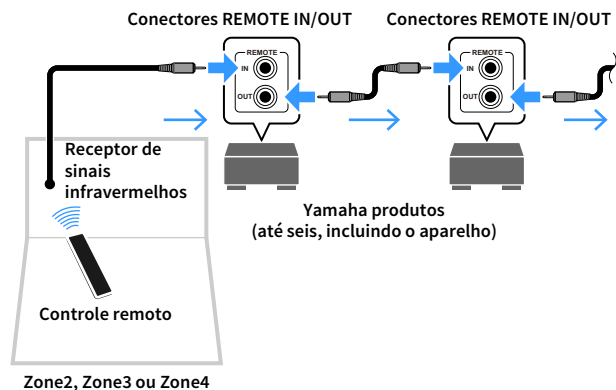 Conectores REMOTE IN/OUT
Conectores REMOTE IN/OUT
REMOTE
IN
OUT
REMOTE
IN
OUT
Receptor de
sinais
infravermelhos
Yamaha produtos
(até seis, incluindo o aparelho)
Controle remoto
Zone2, Zone3 ou Zone4